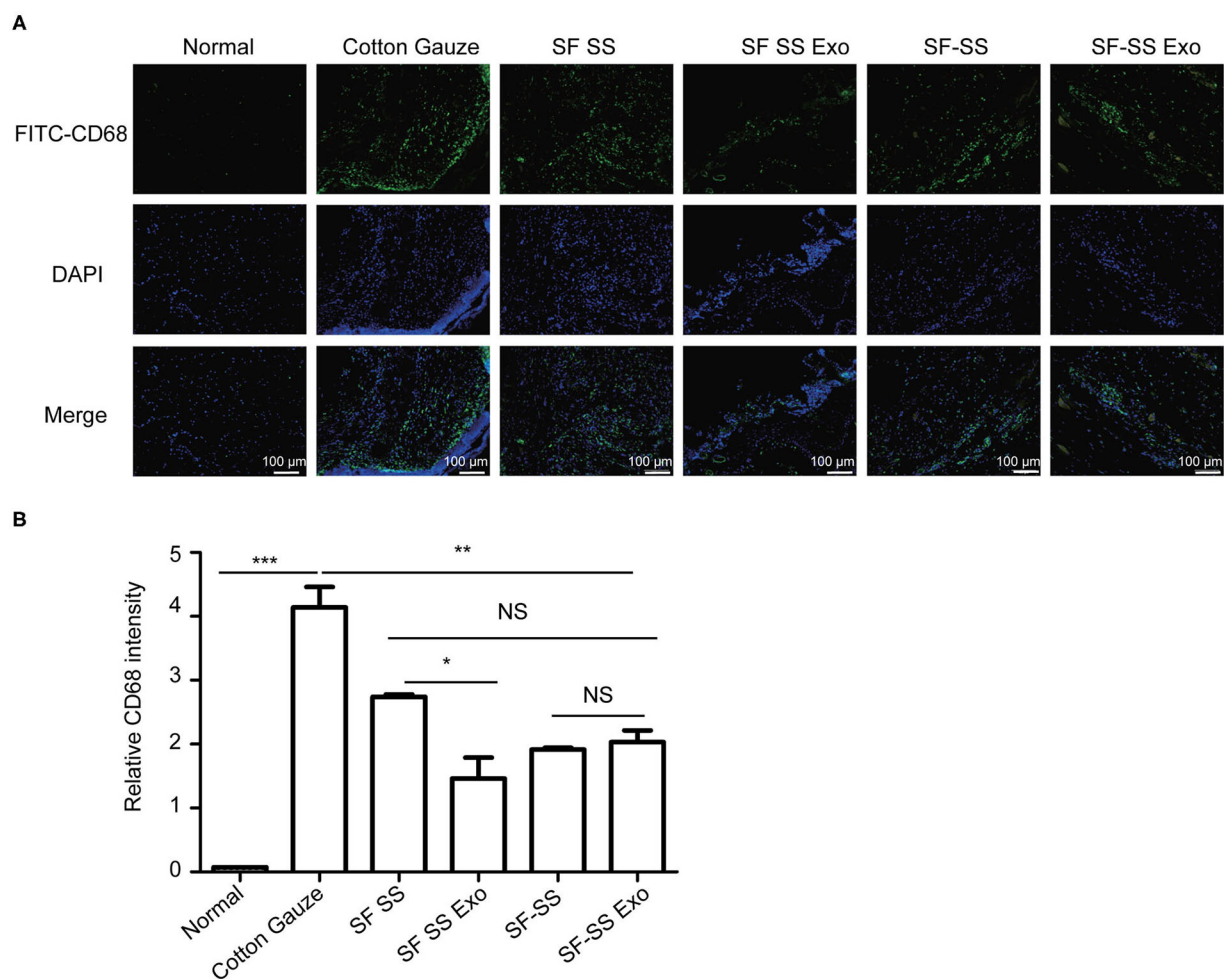 A
Normal Cotton Gauze SF SS SF SS Exo SF-SS SF-SS Exo
FITC-CD68
DAPI
Merge
100 µm 100 µm 100 µm 100 µm 100 µm 100 µm
B
Relative CD68 intensity
5
4
3
2
1
0
***
**
NS
*
NS
Normal
Cotton Gauze
SF SS
SF SS Exo
SF-SS
SF-SS Exo